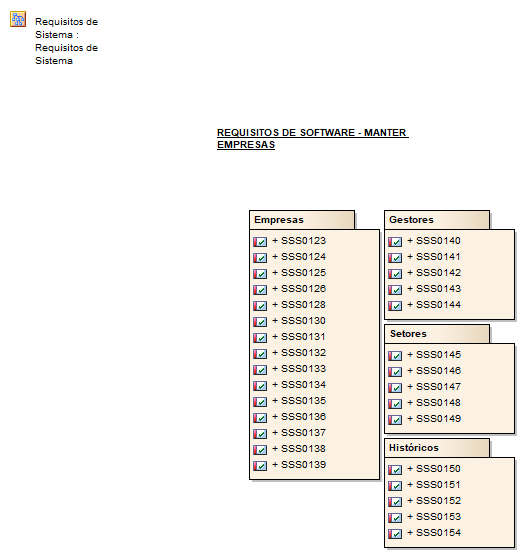 Requisitos de
Sistema :
Requisitos de
Sistema
REQUISITOS DE SOFTWARE - MANTER
EMPRESAS
Empresas
+ SSS0123
+ SSS0124
+ SSS0125
+ SSS0126
+ SSS0128
+ SSS0130
+ SSS0131
+ SSS0132
+ SSS0133
+ SSS0134
+ SSS0135
+ SSS0136
+ SSS0137
+ SSS0138
+ SSS0139
Gestores
+ SSS0140
+ SSS0141
+ SSS0142
+ SSS0143
+ SSS0144
Setores
+ SSS0145
+ SSS0146
+ SSS0147
+ SSS0148
+ SSS0149
Históricos
+ SSS0150
+ SSS0151
+ SSS0152
+ SSS0153
+ SSS0154